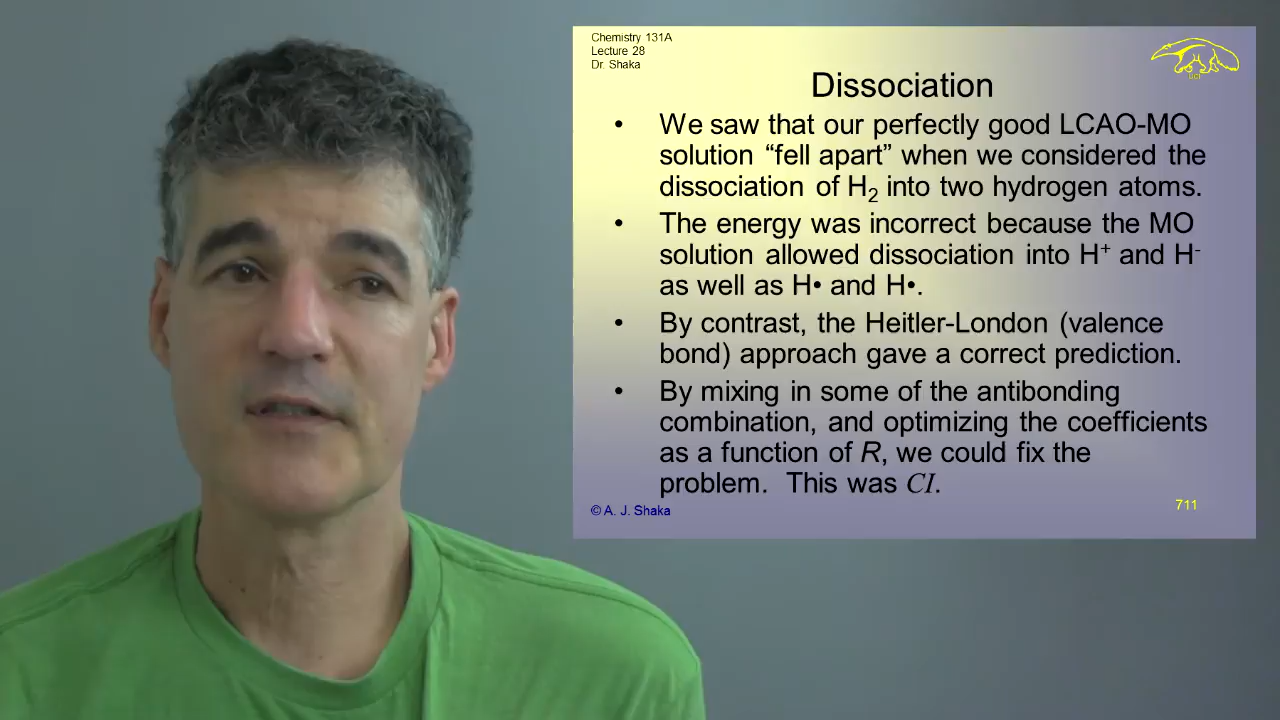 Chemistry 131A
Lecture 28
Dr. Shaka
UCI
Dissociation
• We saw that our perfectly good LCAO-MO
solution “fell apart” when we considered the
dissociation of H₂ into two hydrogen atoms.
• The energy was incorrect because the MO
solution allowed dissociation into H⁺ and H⁻
as well as H• and H•.
• By contrast, the Heitler-London (valence
bond) approach gave a correct prediction.
• By mixing in some of the antibonding
combination, and optimizing the coefficients
as a function of R, we could fix the
problem. This was CI.
© A. J. Shaka
711